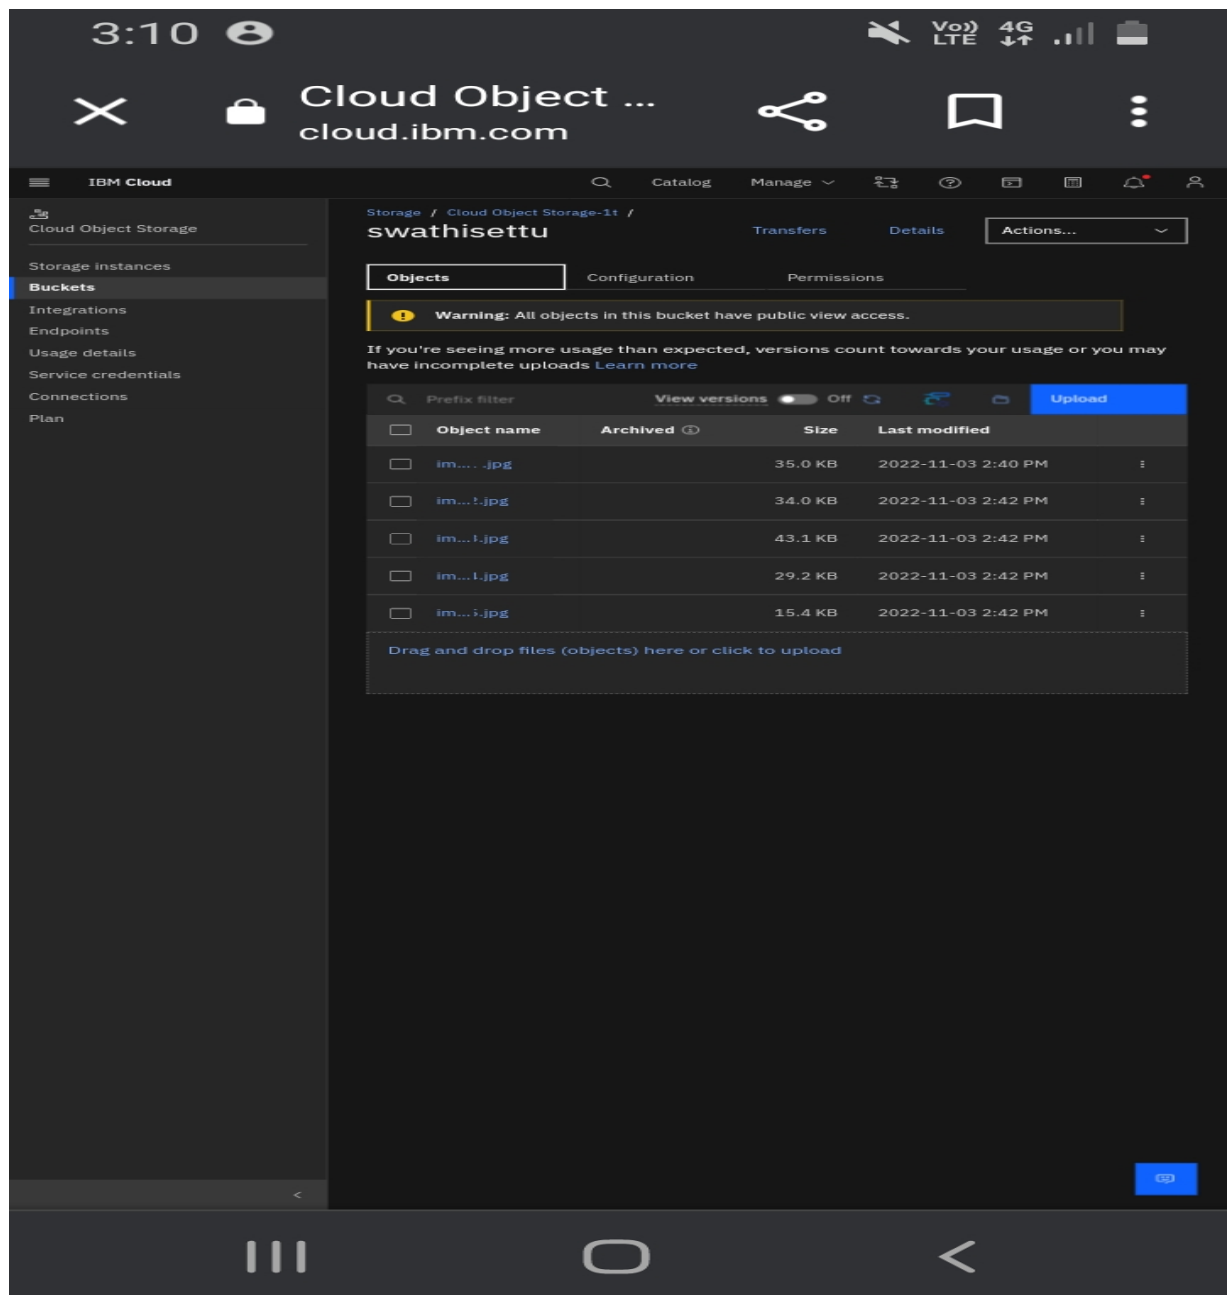 3:10 Vo)) LTE 4G
Cloud Object ...
cloud.ibm.com
IBM Cloud Catalog Manage
Cloud Object Storage
Storage instances
Buckets
Integrations
Endpoints
Usage details
Service credentials
Connections
Plan
Storage / Cloud Object Storage-1t /
swathisettu Transfers Details Actions...
Objects Configuration Permissions
Warning: All objects in this bucket have public view access.
If you're seeing more usage than expected, versions count towards your usage or you may
have incomplete uploads Learn more
Prefix filter View versions Off Upload
Object name Archived Size Last modified
im... .jpg 35.0 KB 2022-11-03 2:40 PM
im....jpg 34.0 KB 2022-11-03 2:42 PM
im....jpg 43.1 KB 2022-11-03 2:42 PM
im....jpg 29.2 KB 2022-11-03 2:42 PM
im....jpg 15.4 KB 2022-11-03 2:42 PM
Drag and drop files (objects) here or click to upload